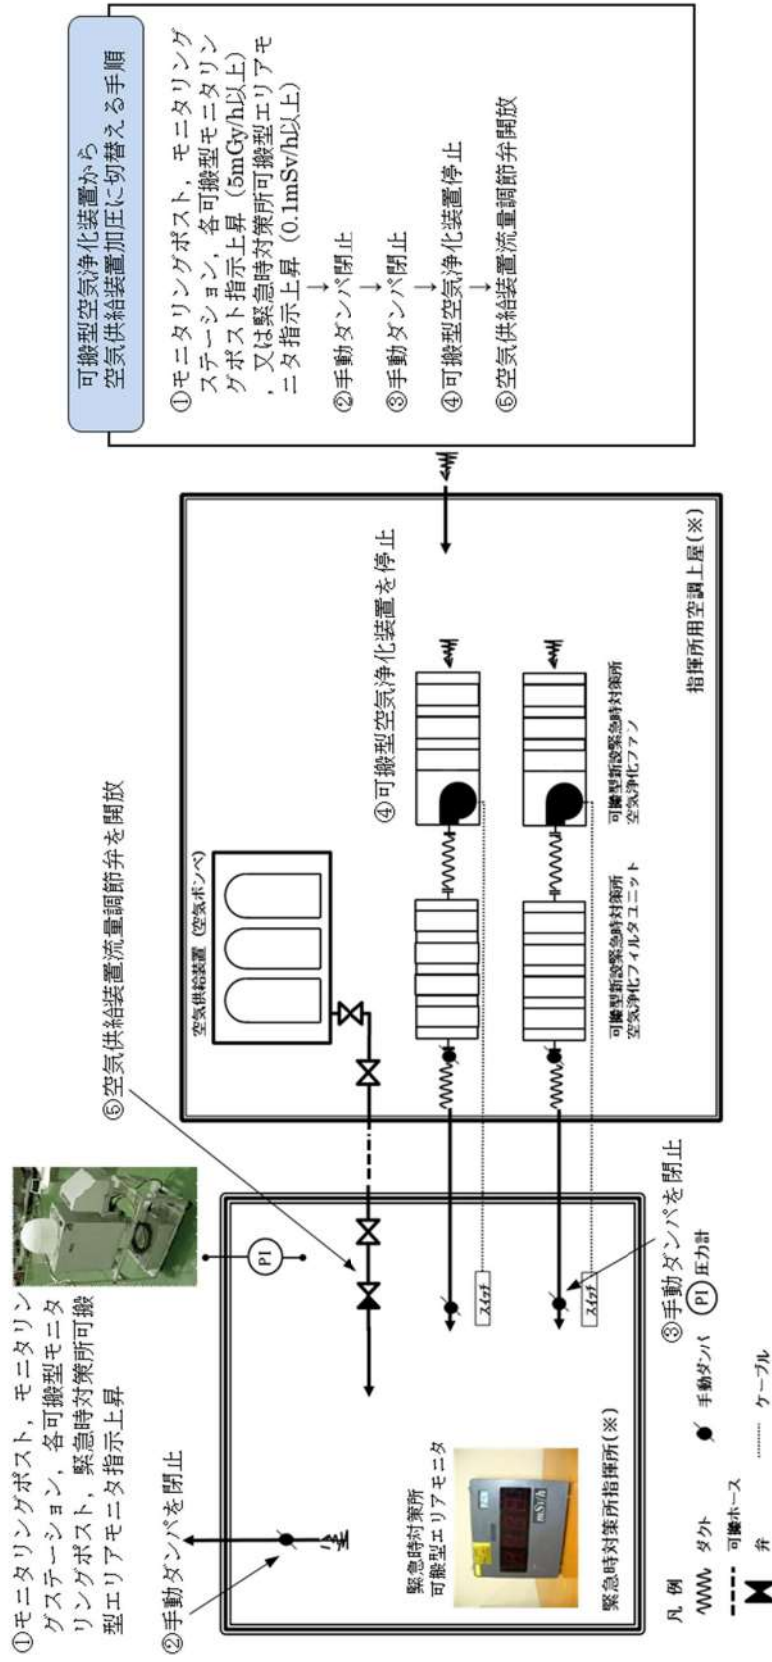 可搬型空気浄化装置から
空気供給装置加圧に切替える手順
①モニタリングポスト，モニタリング
ステーション，各可搬型モニタリン
グポスト指示上昇（5mGy/h以上）
，又は緊急時対策所可搬型エリアモ
ニタ指示上昇（0.1mSv/h以上）
→②手動ダンパ閉止
→③手動ダンパ閉止
→④可搬型空気浄化装置停止
→⑤空気供給装置流量調節弁開放
①モニタリングポスト，モニタリン
グステーション，各可搬型モニタ
リングポスト，緊急時対策所可搬
型エリアモニタ指示上昇
②手動ダンパを閉止
⑤空気供給装置流量調節弁を開放
PI
空気供給装置（空気ボンベ）
④可搬型空気浄化装置を停止
スイッチ
スイッチ
可搬型新設緊急時対策所
空気浄化フィルタユニット
可搬型新設緊急時対策所
空気浄化ファン
指揮所用空調上屋(※)
③手動ダンパを閉止
緊急時対策所
可搬型エリアモニタ
mSv/h
緊急時対策所指揮所(※)
凡例
ダクト
手動ダンパ
PI 圧力計
可搬ホース
ケーブル
弁